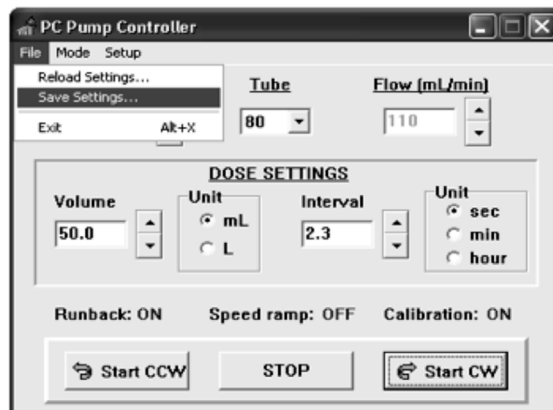 PC Pump Controller
File Mode Setup
Reload Settings...
Save Settings...
Exit Alt+X
Tube Flow (mL/min)
80 110
DOSE SETTINGS
Volume Unit Interval Unit
50.0 mL 2.3 sec
L min
hour
Runback: ON Speed ramp: OFF Calibration: ON
Start CCW STOP Start CW